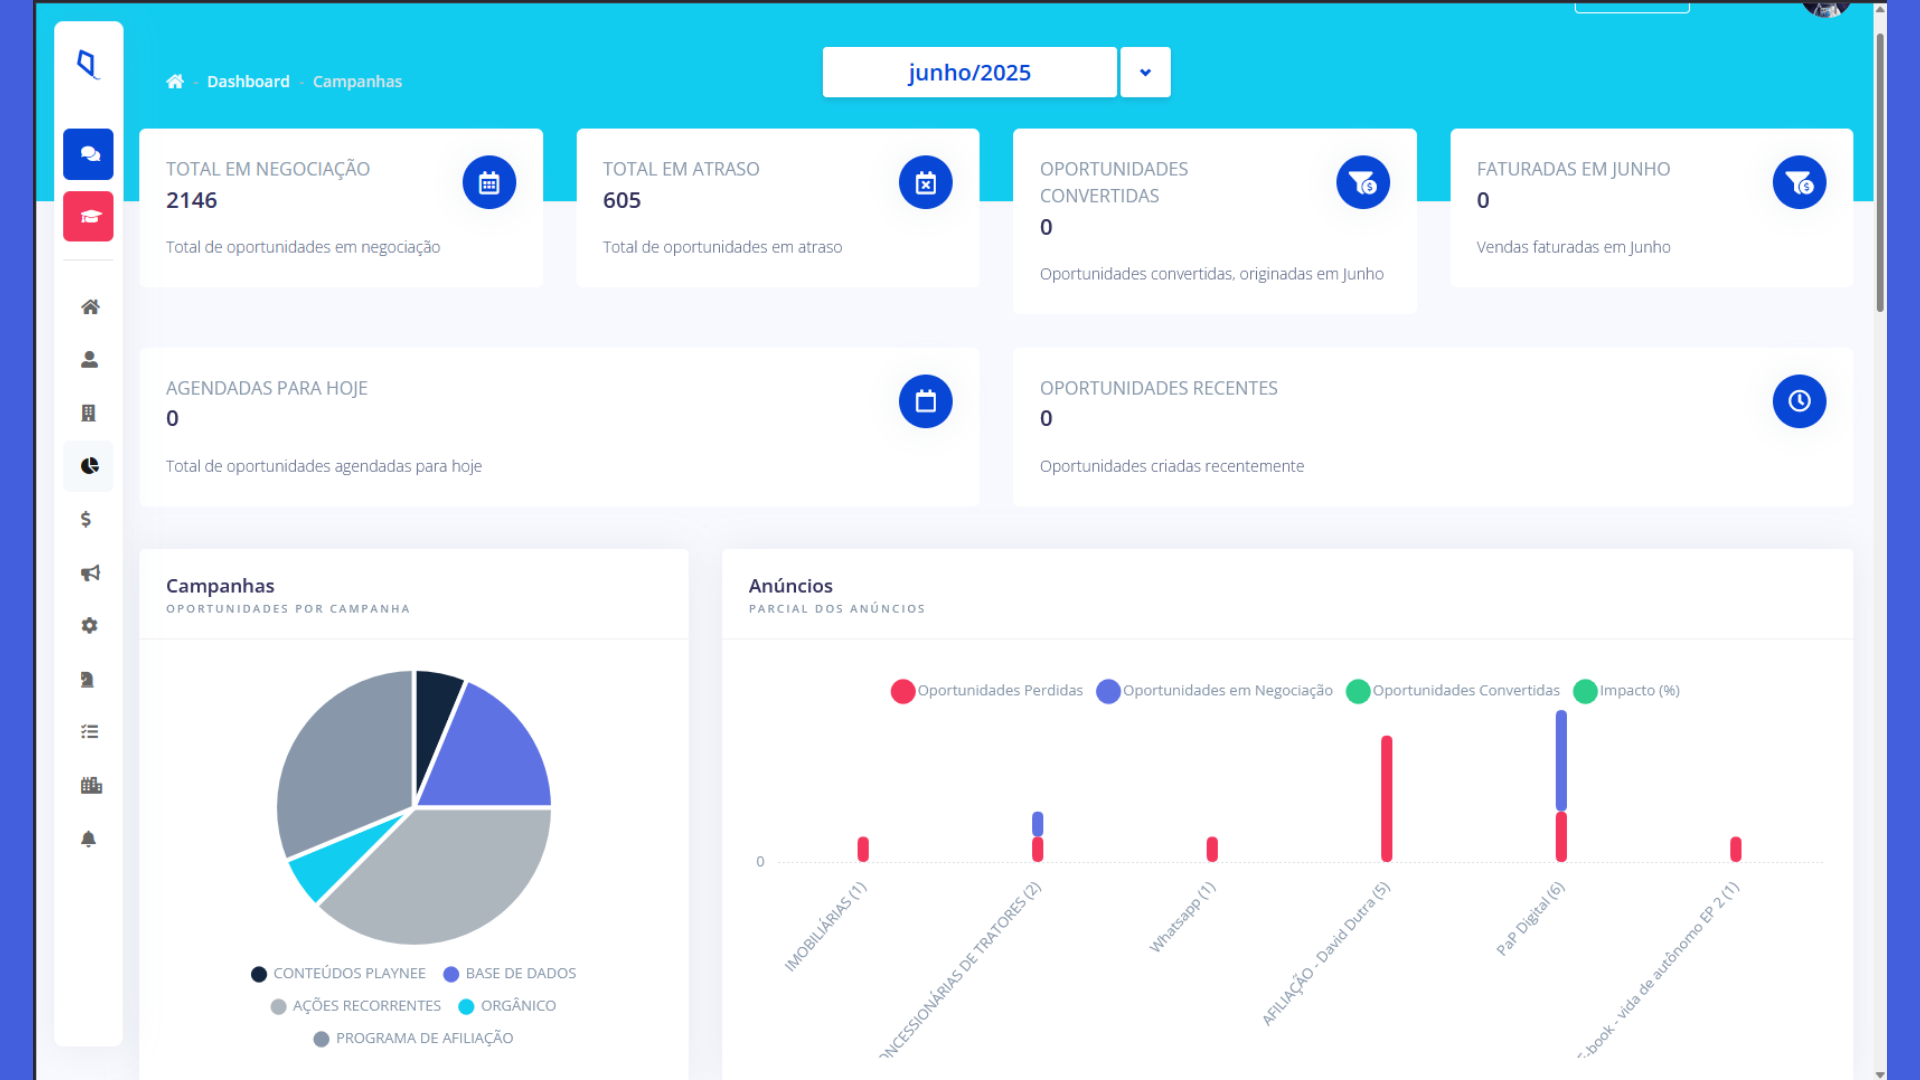 Dashboard - Campanhas
junho/2025
TOTAL EM NEGOCIAÇÃO
2146
Total de oportunidades em negociação
TOTAL EM ATRASO
605
Total de oportunidades em atraso
OPORTUNIDADES
CONVERTIDAS
0
Oportunidades convertidas, originadas em Junho
FATURADAS EM JUNHO
0
Vendas faturadas em Junho
AGENDADAS PARA HOJE
0
Total de oportunidades agendadas para hoje
OPORTUNIDADES RECENTES
0
Oportunidades criadas recentemente
Campanhas
OPORTUNIDADES POR CAMPANHA
CONTEÚDOS PLAYNEE
BASE DE DADOS
AÇÕES RECORRENTES
ORGÂNICO
PROGRAMA DE AFILIAÇÃO
Anúncios
PARCIAL DOS ANÚNCIOS
Oportunidades Perdidas
Oportunidades em Negociação
Oportunidades Convertidas
Impacto (%)
0
IMOBILIÁRIAS (1)
ONCESSIONÁRIAS DE TRATORES (2)
Whatsapp (1)
AFILIAÇÃO - David Dutra (5)
PaP Digital (6)
E-book - vida de autônomo EP 2 (1)